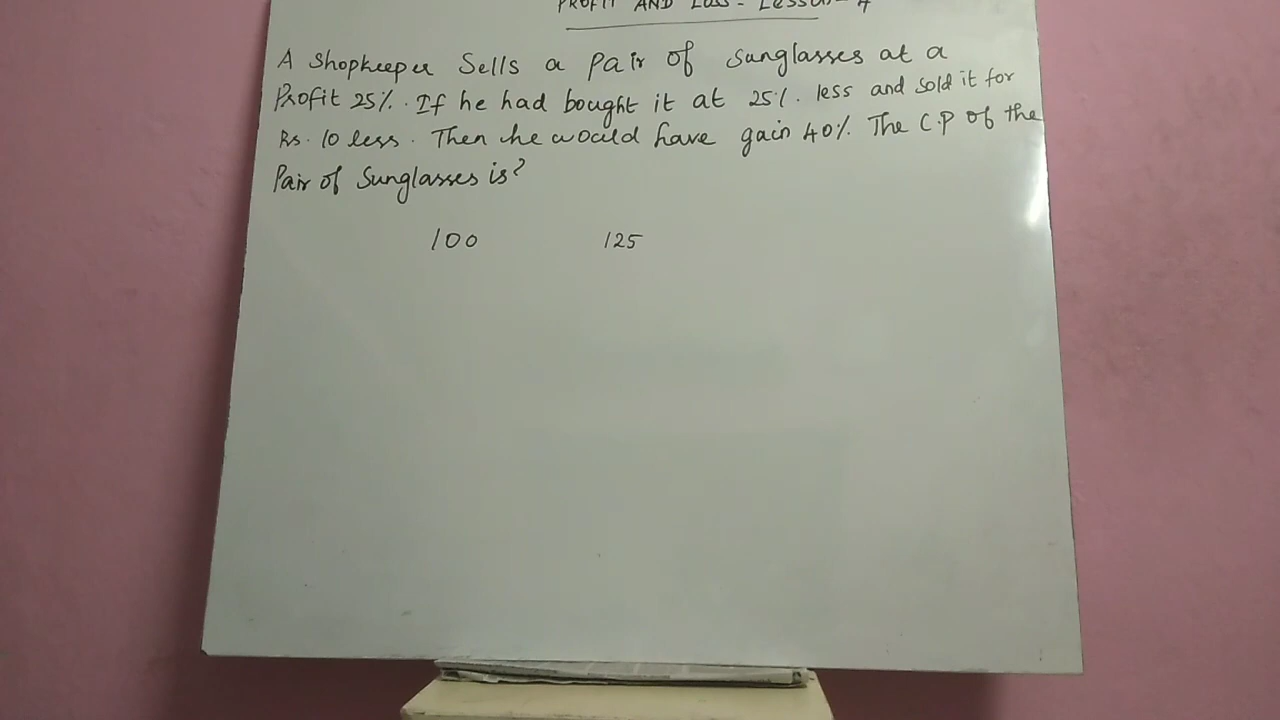 PROFIT AND LOSS - LESSON - 4
A Shopkeeper Sells a pair of sunglasses at a
Profit 25%. If he had bought it at 25%. less and sold it for
Rs. 10 less. Then he would have gain 40%. The C.P of the
Pair of Sunglasses is?
100 125